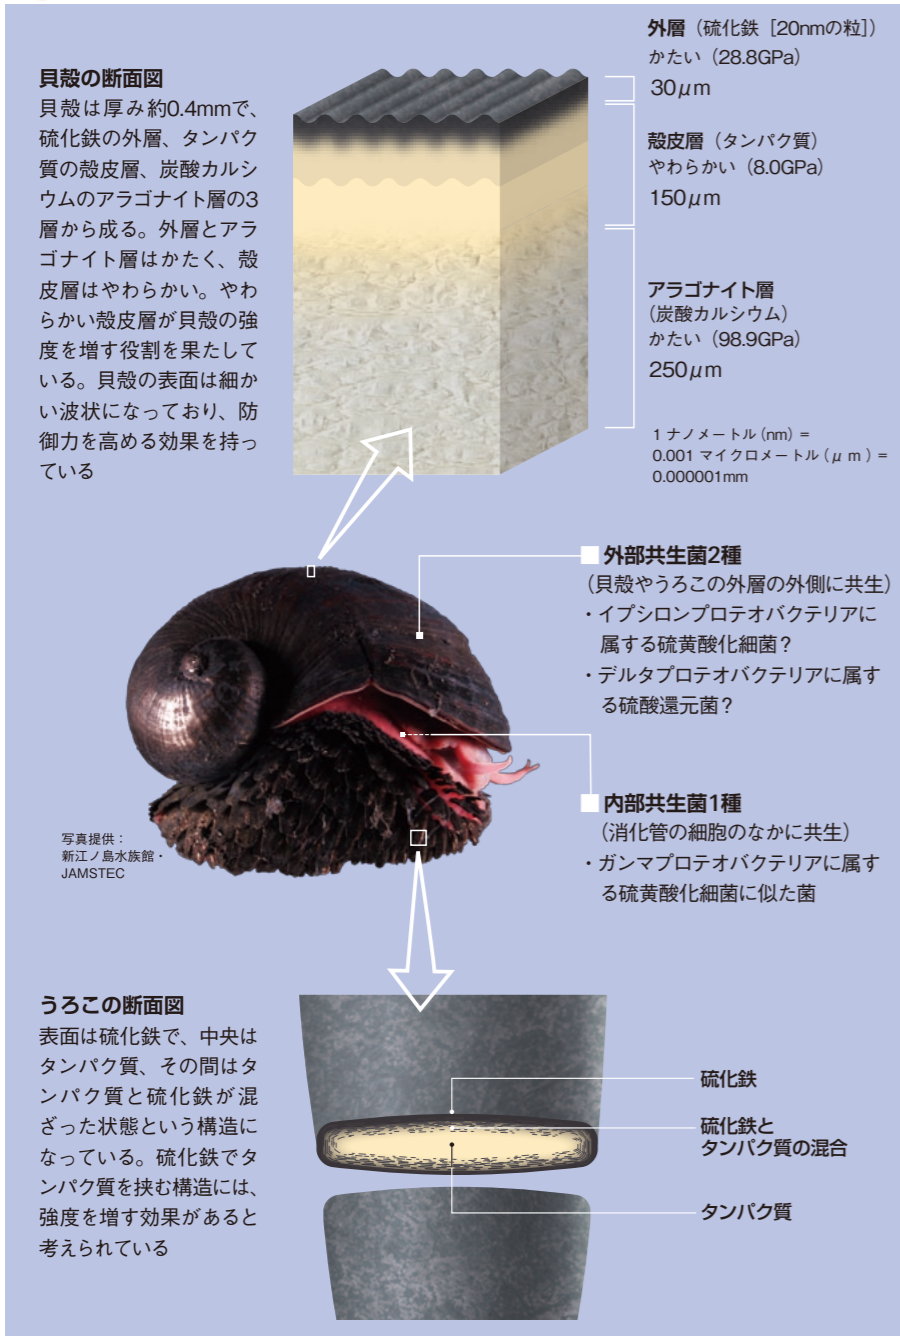 貝殻の断面図
貝殻は厚み約0.4mmで、
硫化鉄の外層、タンパク
質の殻皮層、炭酸カルシ
ウムのアラゴナイト層の3
層から成る。外層とアラ
ゴナイト層はかたく、殻
皮層はやわらかい。やわ
らかい殻皮層が貝殻の強
度を増す役割を果たして
いる。貝殻の表面は細か
い波状になっており、防
御力を高める効果を持っ
ている
外層（硫化鉄［20nmの粒］）
かたい（28.8GPa）
30μm
殻皮層（タンパク質）
やわらかい（8.0GPa）
150μm
アラゴナイト層
（炭酸カルシウム）
かたい（98.9GPa）
250μm
1 ナノメートル（nm）＝
0.001 マイクロメートル（μ m ）＝
0.000001mm
外部共生菌2種
（貝殻やうろこの外層の外側に共生）
・イプシロンプロテオバクテリアに
属する硫黄酸化細菌？
・デルタプロテオバクテリアに属す
る硫酸還元菌？
内部共生菌1種
（消化管の細胞のなかに共生）
・ガンマプロテオバクテリアに属す
る硫黄酸化細菌に似た菌
写真提供：
新江ノ島水族館・
JAMSTEC
うろこの断面図
表面は硫化鉄で、中央は
タンパク質、その間はタ
ンパク質と硫化鉄が混
ざった状態という構造に
なっている。硫化鉄でタ
ンパク質を挟む構造には、
強度を増す効果があると
考えられている
硫化鉄
硫化鉄と
タンパク質の混合
タンパク質